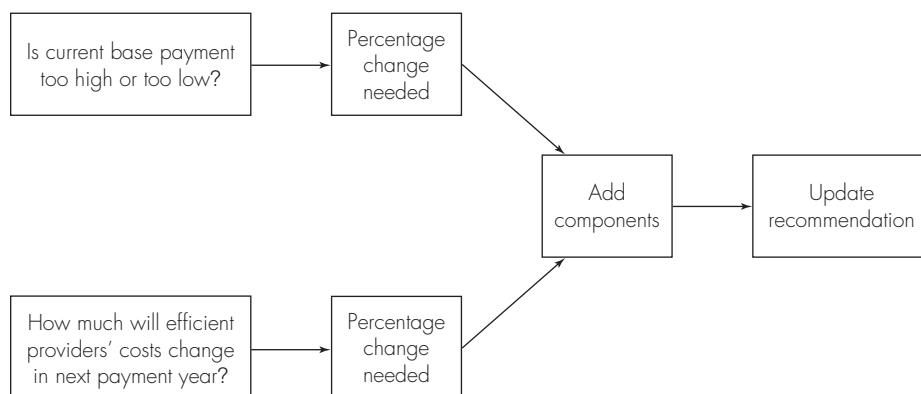 Is current base payment
too high or too low?
Percentage
change
needed
Add
components
Update
recommendation
How much will efficient
providers' costs change
in next payment year?
Percentage
change
needed